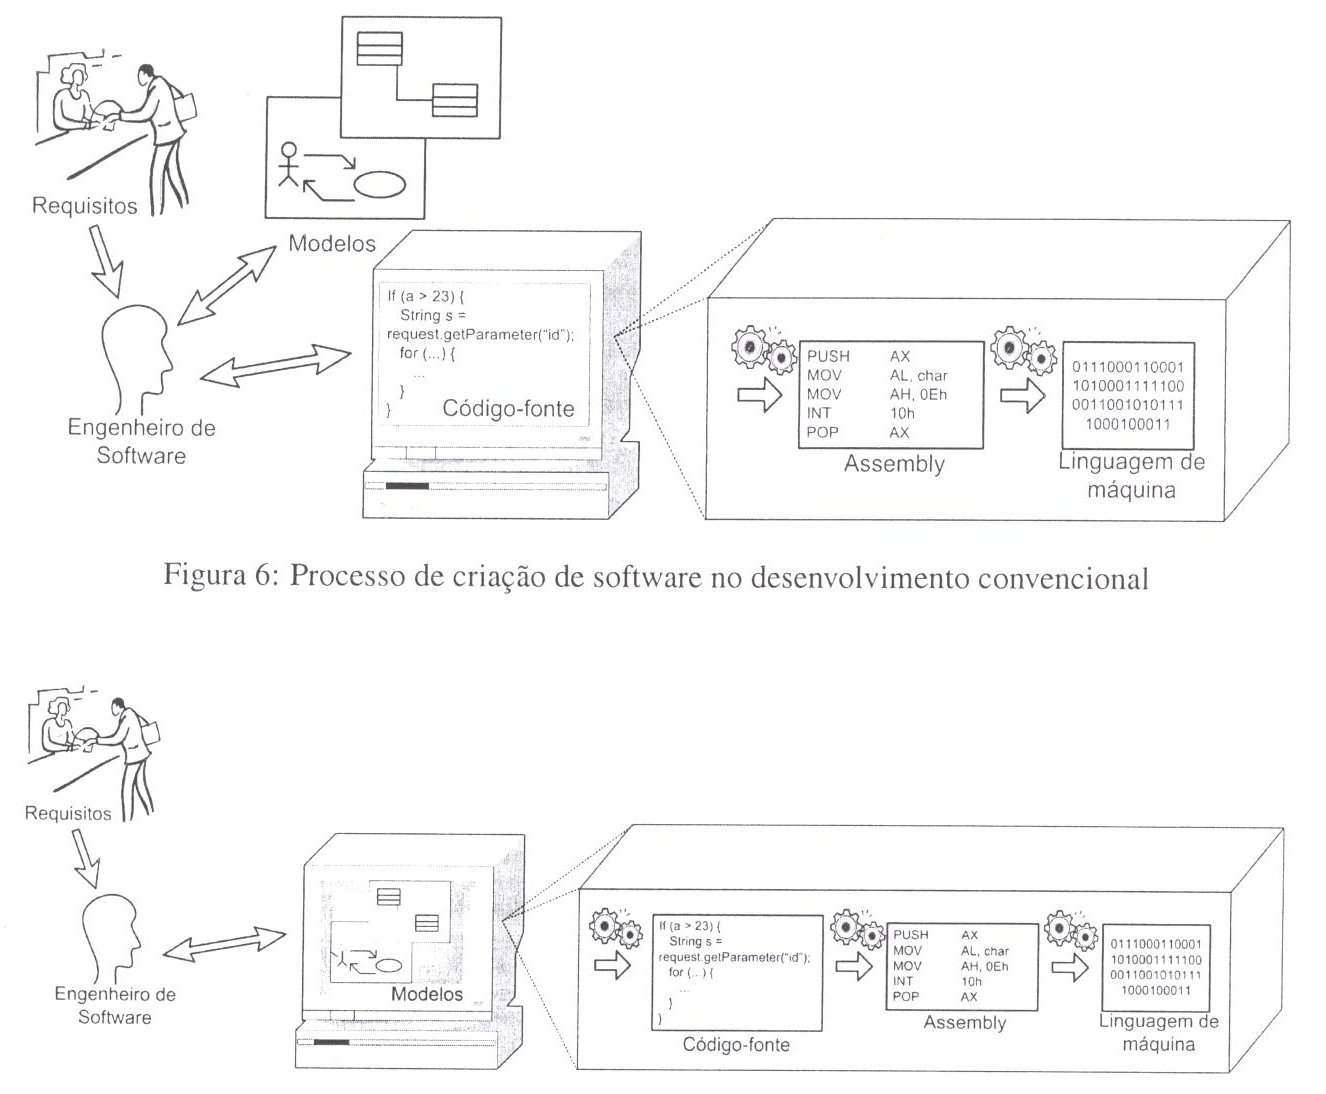 Requisitos
Modelos
Engenheiro de
Software
If (a > 23) {
String s =
request.getParameter("id");
for (...) {
...
}
}
Código-fonte
PUSH AX
MOV AL, char
MOV AH, 0Eh
INT 10h
POP AX
Assembly
0111000110001
1010001111100
0011001010111
1000100011
Linguagem de
máquina
Figura 6: Processo de criação de software no desenvolvimento convencional
Requisitos
Engenheiro de
Software
Modelos
If (a > 23) {
String s =
request.getParameter("id");
for (...) {
...
}
}
Código-fonte
PUSH AX
MOV AL, char
MOV AH, 0Eh
INT 10h
POP AX
Assembly
0111000110001
1010001111100
0011001010111
1000100011
Linguagem de
máquina